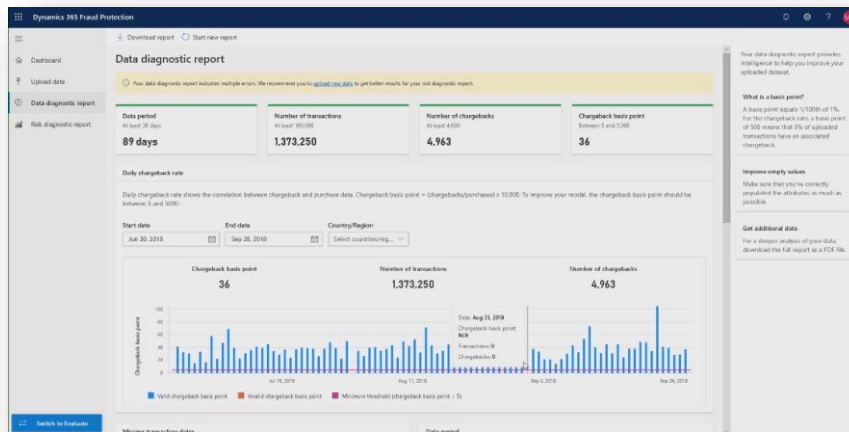 Dynamics 365 Fraud Protection
Download report
Start new report
Dashboard
Upload data
Data diagnostic report
Risk diagnostic report
Data diagnostic report
Your data diagnostic report indicates multiple errors. We recommend you to upload new data to get better results for your risk diagnostic report.
Data period
At least 30 days
89 days
Number of transactions
At least 100,000
1,373,250
Number of chargebacks
At least 4,000
4,963
Chargeback basis point
Between 5 and 5,000
36
Daily chargeback rate
Daily chargeback rate shows the correlation between chargeback and purchase data. Chargeback basis point = (chargebacks/purchases) x 10,000. To improve your model, the chargeback basis point should be
between 5 and 5000.
Start date
End date
Country/Region
Jun 30, 2018
Sep 28, 2018
Select countries/reg...
Chargeback basis point
36
Number of transactions
1,373,250
Number of chargebacks
4,963
Chargeback basis point
100
80
60
40
20
0
Date: Aug 31, 2018
Chargeback basis point:
N/A
Transactions: 0
Chargebacks: 0
Jul 19, 2018
Aug 11, 2018
Valid chargeback basis point
Invalid chargeback basis point
Minimum threshold (chargeback basis point = 5)
Missing transaction dates
Data period
Switch to Evaluate
Your data diagnostic report provides
intelligence to help you improve your
uploaded dataset.
What is a basis point?
A basis point equals 1/100th of 1%.
For the chargeback rate, a basis point
of 500 means that 5% of uploaded
transactions have an associated
chargeback.
Improve empty values
Make sure that you've correctly
populated the attributes as much as
possible.
Get additional data
For a deeper analysis of your data,
download the full report as a PDF file.